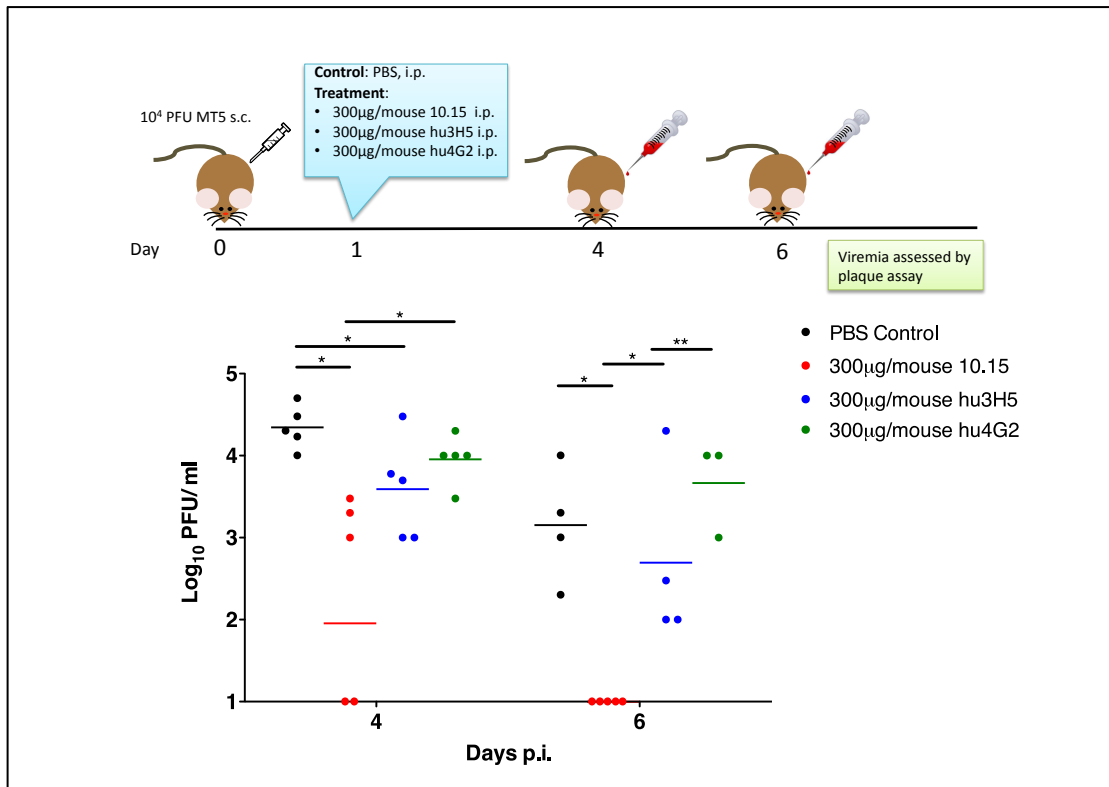 10⁴ PFU MT5 s.c.
Control: PBS, i.p.
Treatment:
• 300µg/mouse 10.15 i.p.
• 300µg/mouse hu3H5 i.p.
• 300µg/mouse hu4G2 i.p.
Day 0 1 4 6
Viremia assessed by
plaque assay
* * * * * **
PBS Control
300µg/mouse 10.15
300µg/mouse hu3H5
300µg/mouse hu4G2
Log₁₀ PFU/ ml
5
4
3
2
1
4 6
Days p.i.